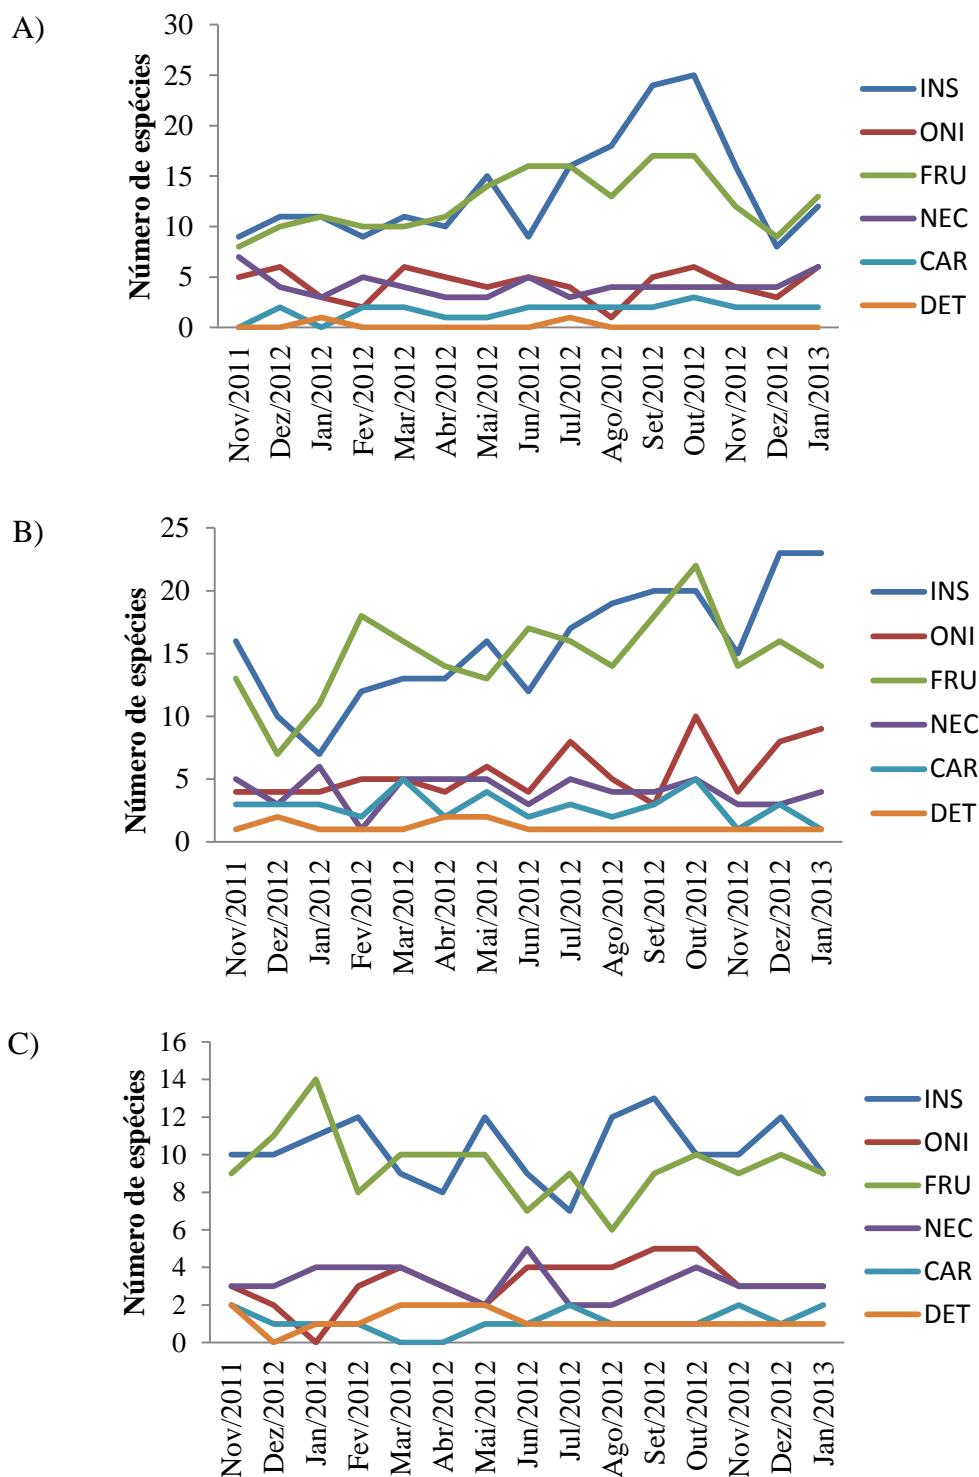 A)
Número de espécies
30
25
20
15
10
5
0
Nov/2011
Dez/2012
Jan/2012
Fev/2012
Mar/2012
Abr/2012
Mai/2012
Jun/2012
Jul/2012
Ago/2012
Set/2012
Out/2012
Nov/2012
Dez/2012
Jan/2013
INS
ONI
FRU
NEC
CAR
DET
B)
Número de espécies
25
20
15
10
5
0
Nov/2011
Dez/2012
Jan/2012
Fev/2012
Mar/2012
Abr/2012
Mai/2012
Jun/2012
Jul/2012
Ago/2012
Set/2012
Out/2012
Nov/2012
Dez/2012
Jan/2013
INS
ONI
FRU
NEC
CAR
DET
C)
Número de espécies
16
14
12
10
8
6
4
2
0
Nov/2011
Dez/2012
Jan/2012
Fev/2012
Mar/2012
Abr/2012
Mai/2012
Jun/2012
Jul/2012
Ago/2012
Set/2012
Out/2012
Nov/2012
Dez/2012
Jan/2013
INS
ONI
FRU
NEC
CAR
DET